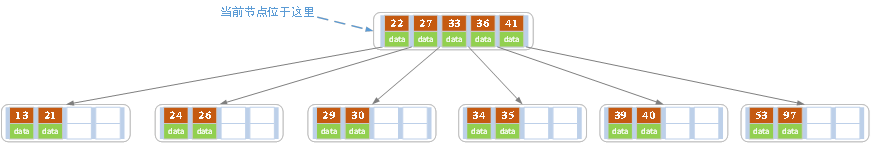 当前节点位于这里
22 27 33 36 41
data data data data data
13 21 24 26 29 30 34 35 39 40 53 97
data data data data data data data data data data data data